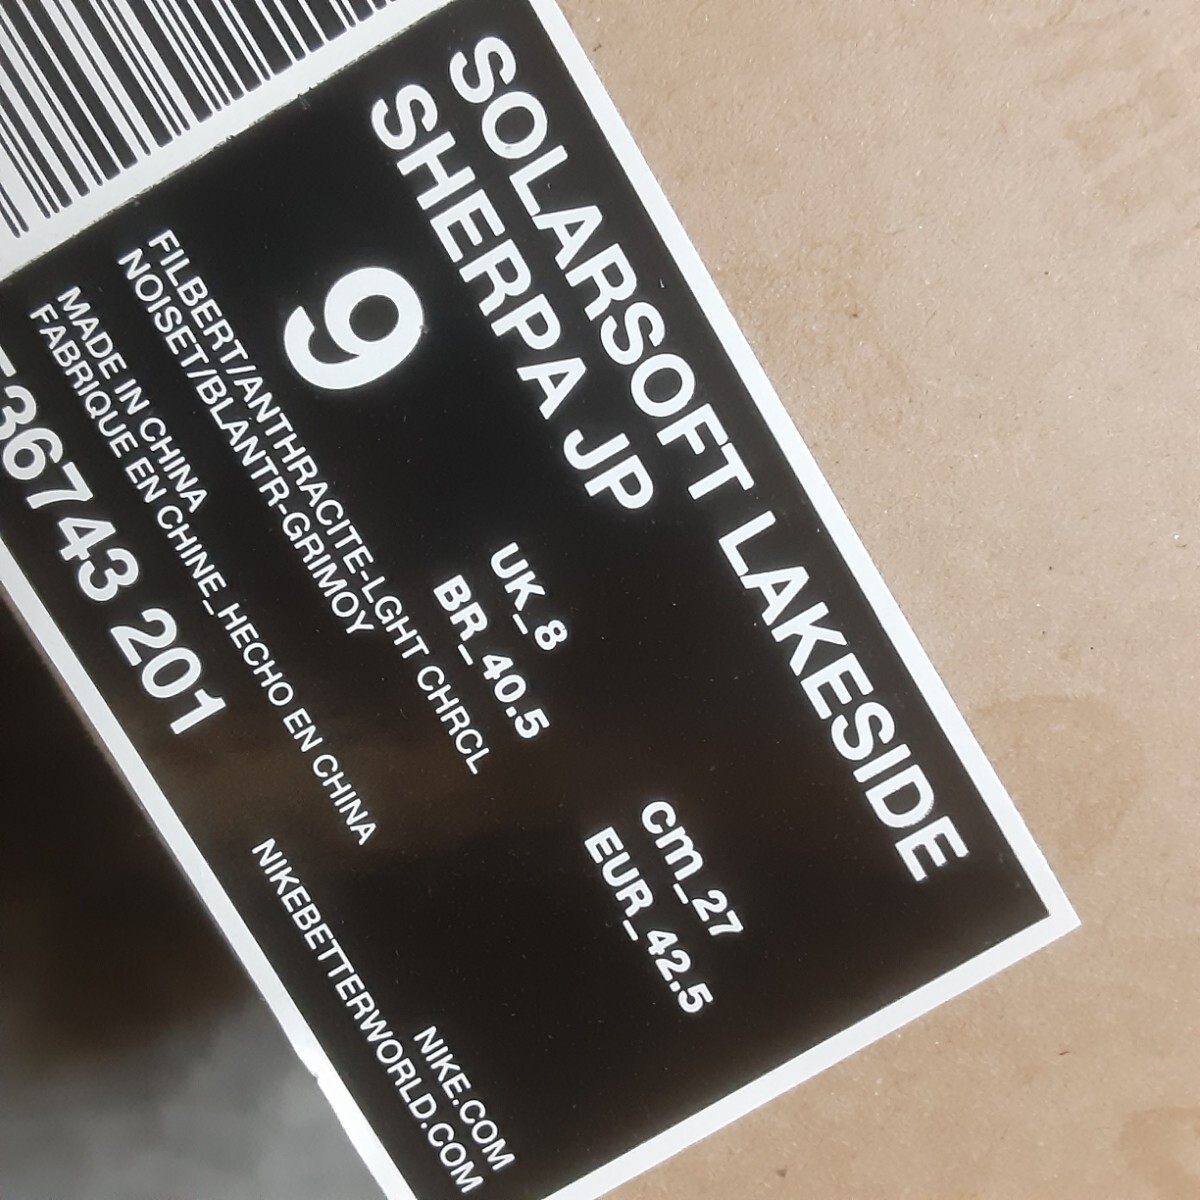 SOLARSOFT LAKESIDE
SHERPA JP
9
UK_8
cm_27
BR_40.5
EUR_42.5
FILBERT/ANTHRACITE-LGHT CHRCL
NOISET/BLANTR-GRIMOY
MADE IN CHINA
FABRIQUE EN CHINE_HECHO EN CHINA
NIKE.COM
NIKEBETTERWORLD.COM
36743 201